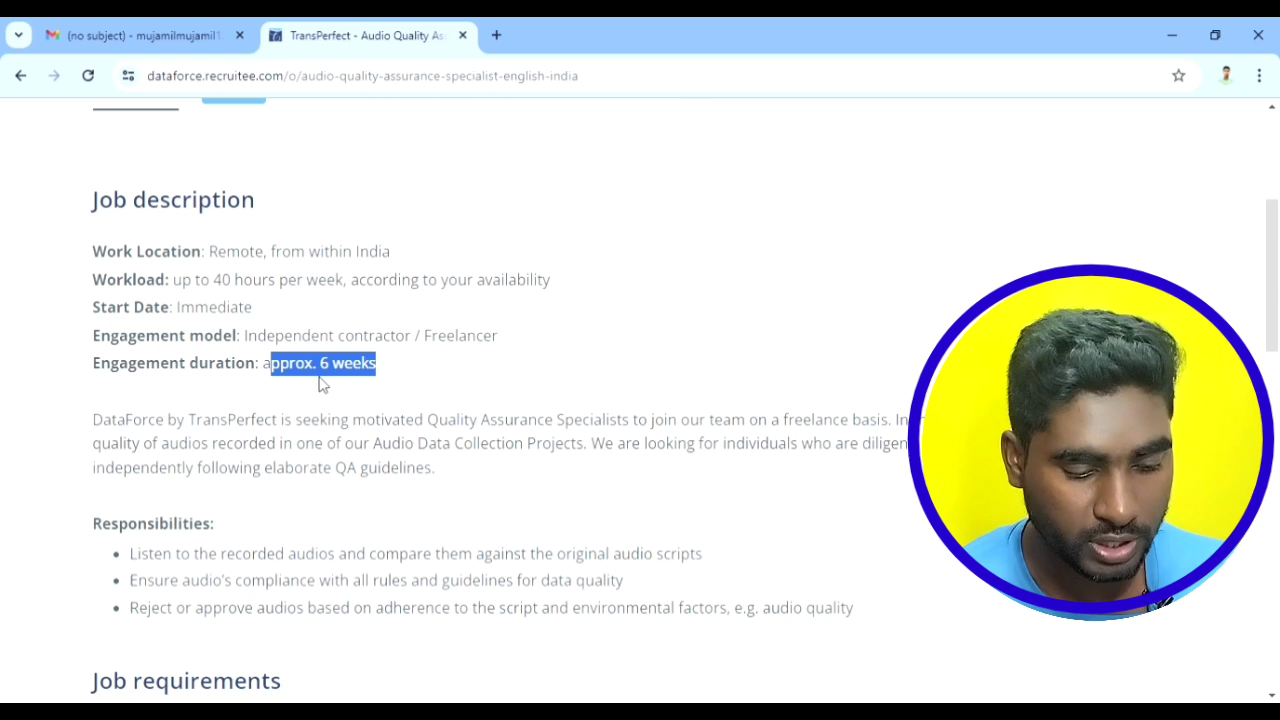 (no subject) - mujamilmujamil1
TransPerfect - Audio Quality As
dataforce.recruitee.com/o/audio-quality-assurance-specialist-english-india
Job description
Work Location: Remote, from within India
Workload: up to 40 hours per week, according to your availability
Start Date: Immediate
Engagement model: Independent contractor / Freelancer
Engagement duration: approx. 6 weeks
DataForce by TransPerfect is seeking motivated Quality Assurance Specialists to join our team on a freelance basis. In
quality of audios recorded in one of our Audio Data Collection Projects. We are looking for individuals who are diligen
independently following elaborate QA guidelines.
Responsibilities:
• Listen to the recorded audios and compare them against the original audio scripts
• Ensure audio's compliance with all rules and guidelines for data quality
• Reject or approve audios based on adherence to the script and environmental factors, e.g. audio quality
Job requirements